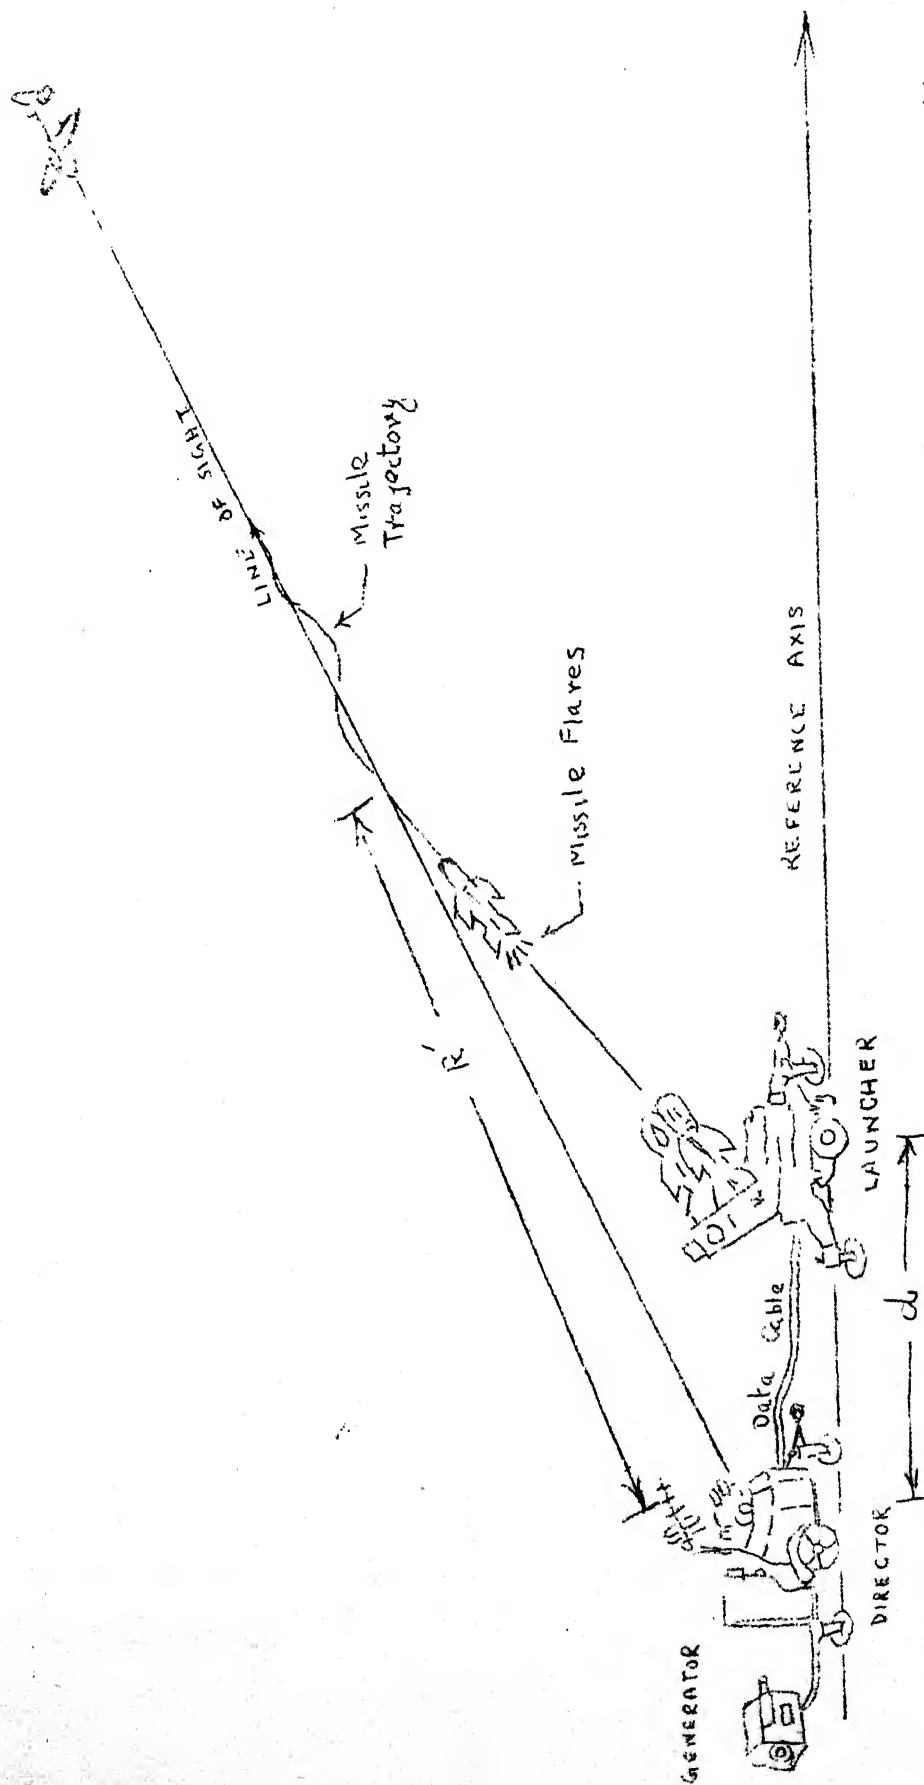 LINE OF SIGHT
Missile
Trajectory
Missile Flares
R'
REFERENCE AXIS
Data Cable
LAUNCHER
d
DIRECTOR
GENERATOR